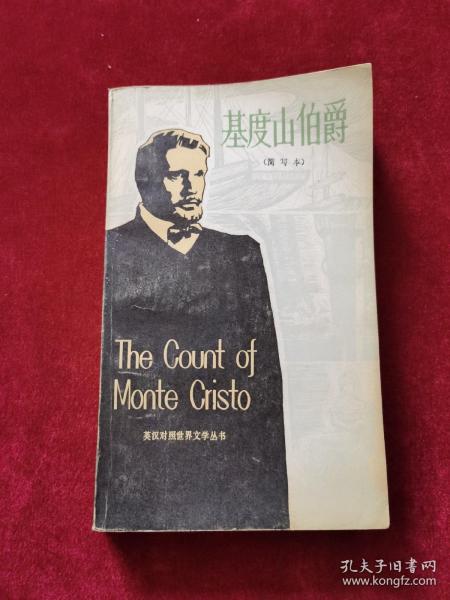 基度山伯爵
(简写本)
The Count of
Monte Cristo
英汉对照世界文学丛书
孔夫子旧书网
www.kongfz.com